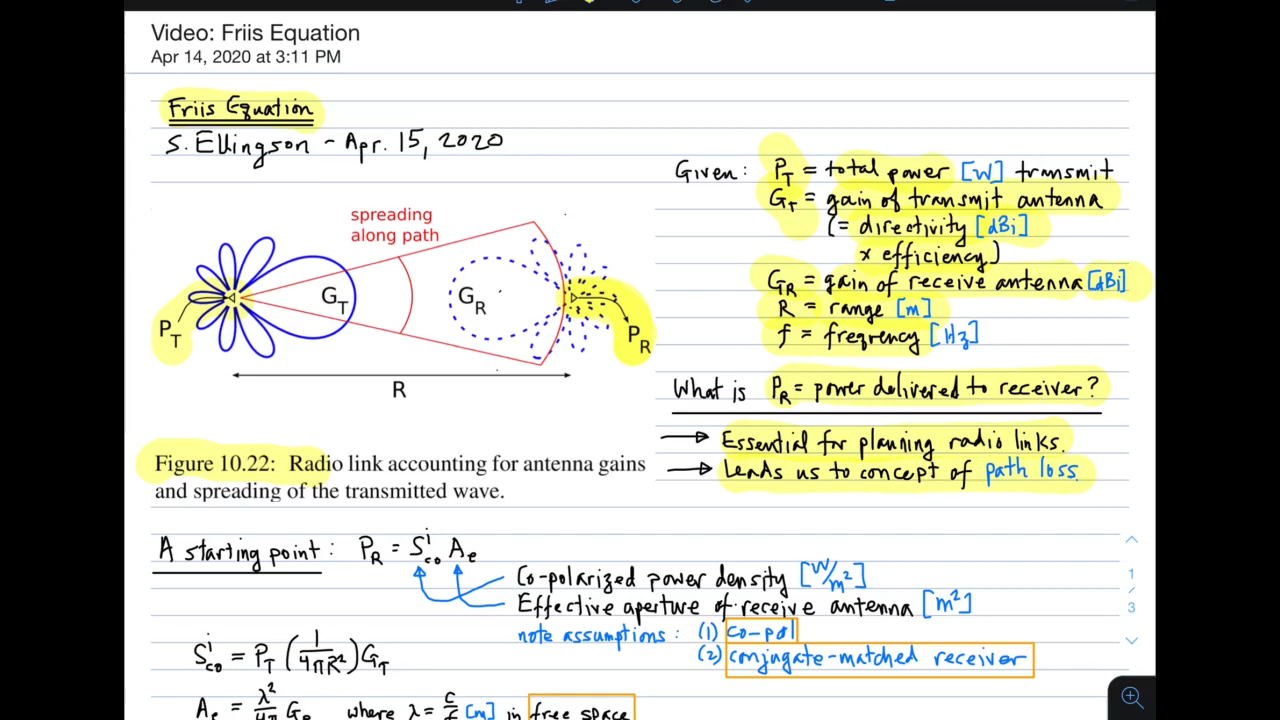 Video: Friis Equation
Apr 14, 2020 at 3:11 PM
Friis Equation
S. Ellingson - Apr. 15, 2020
spreading
along path
G_T
G_R
P_T
P_R
R
Figure 10.22: Radio link accounting for antenna gains
and spreading of the transmitted wave.
Given: P_T = total power [W] transmit
G_T = gain of transmit antenna
(= directivity [dBi]
x efficiency)
G_R = gain of receive antenna [dBi]
R = range [m]
f = frequency [Hz]
What is P_R = power delivered to receiver?
→ Essential for planning radio links.
→ Leads us to concept of path loss.
A starting point: P_R = S^i_co A_e
Co-polarized power density [W/m²]
Effective aperture of receive antenna [m²]
note assumptions: (1) co-pol
(2) conjugate-matched receiver
S^i_co = P_T (1/4πR²) G_T
A_e = λ²/4π G_R where λ = c/f [m] in free space
1
/
3